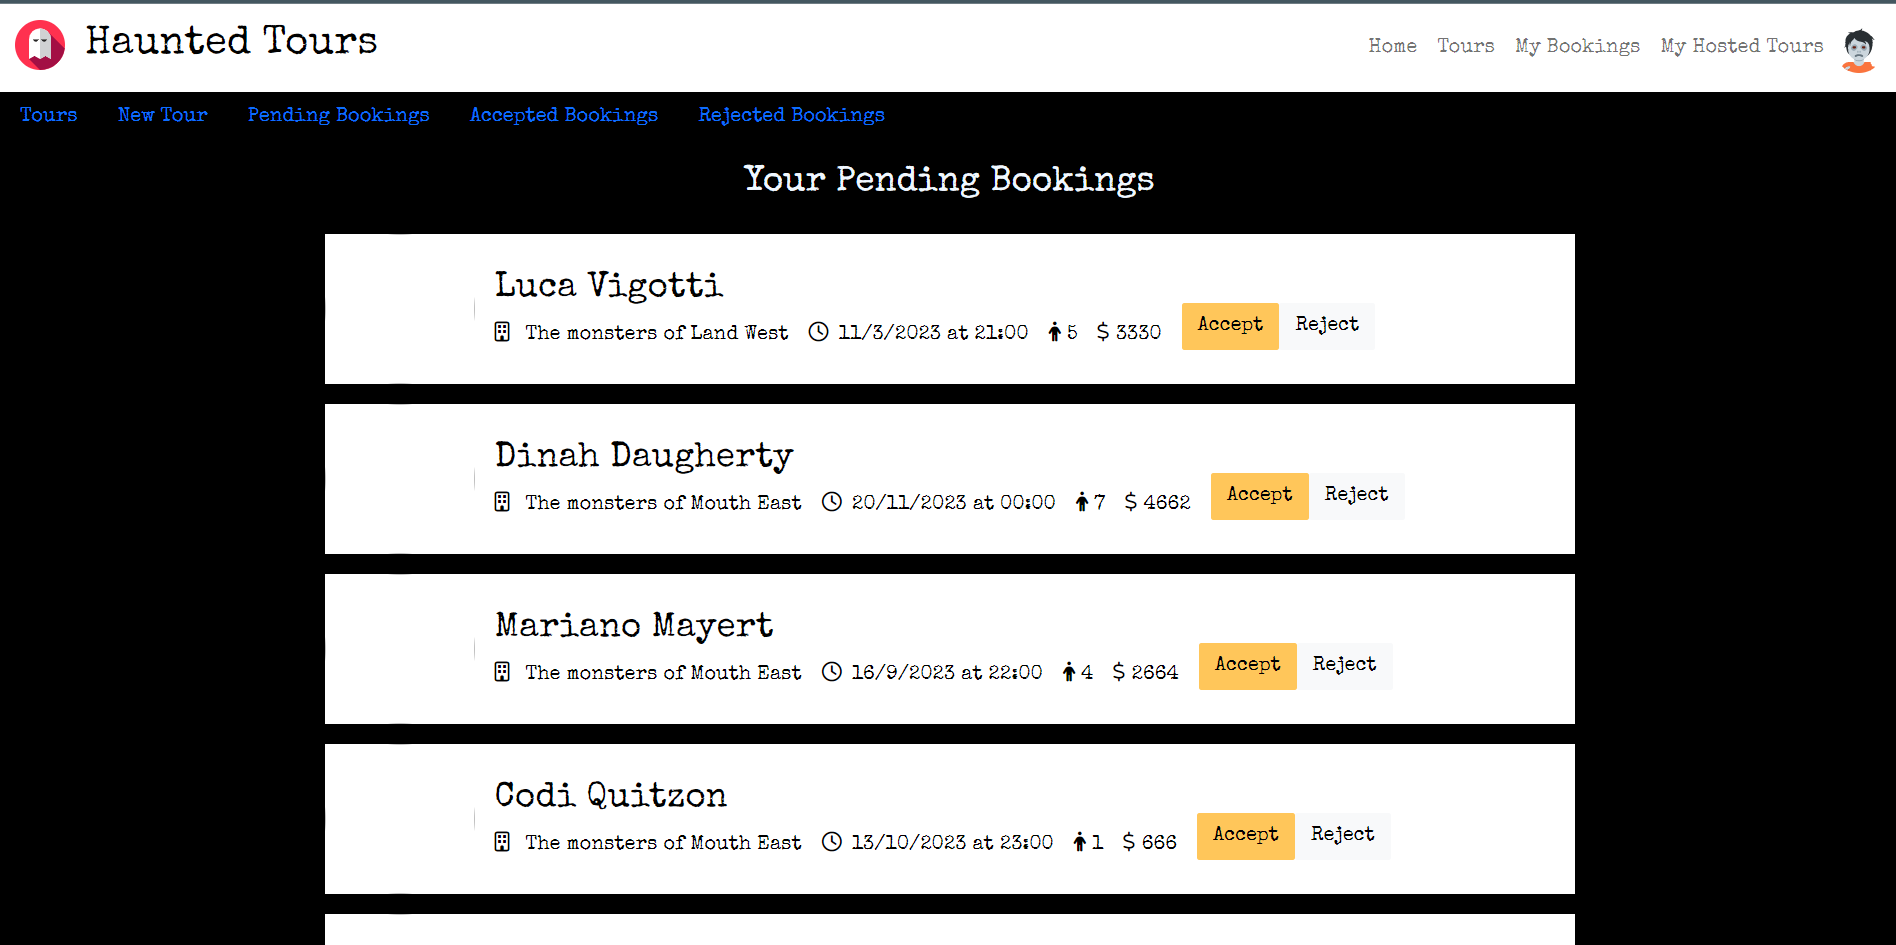 Haunted Tours
Home Tours My Bookings My Hosted Tours
Tours New Tour Pending Bookings Accepted Bookings Rejected Bookings
Your Pending Bookings
Luca Vigotti
The monsters of Land West 11/3/2023 at 21:00 5 $ 3330 Accept Reject
Dinah Daugherty
The monsters of Mouth East 20/11/2023 at 00:00 7 $ 4662 Accept Reject
Mariano Mayert
The monsters of Mouth East 16/9/2023 at 22:00 4 $ 2664 Accept Reject
Codi Quitzon
The monsters of Mouth East 13/10/2023 at 23:00 1 $ 666 Accept Reject